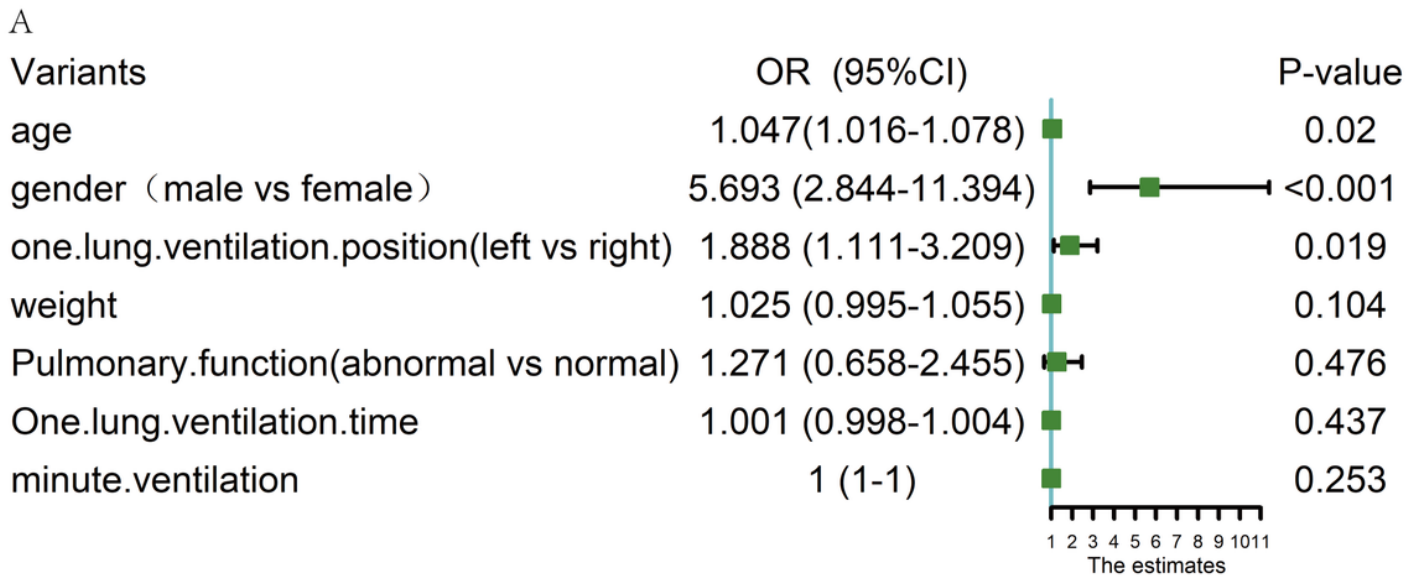 A
Variants OR (95%CI) P-value
age 1.047(1.016-1.078) 0.02
gender（male vs female） 5.693 (2.844-11.394) <0.001
one.lung.ventilation.position(left vs right) 1.888 (1.111-3.209) 0.019
weight 1.025 (0.995-1.055) 0.104
Pulmonary.function(abnormal vs normal) 1.271 (0.658-2.455) 0.476
One.lung.ventilation.time 1.001 (0.998-1.004) 0.437
minute.ventilation 1 (1-1) 0.253
1 2 3 4 5 6 7 8 9 1011
The estimates